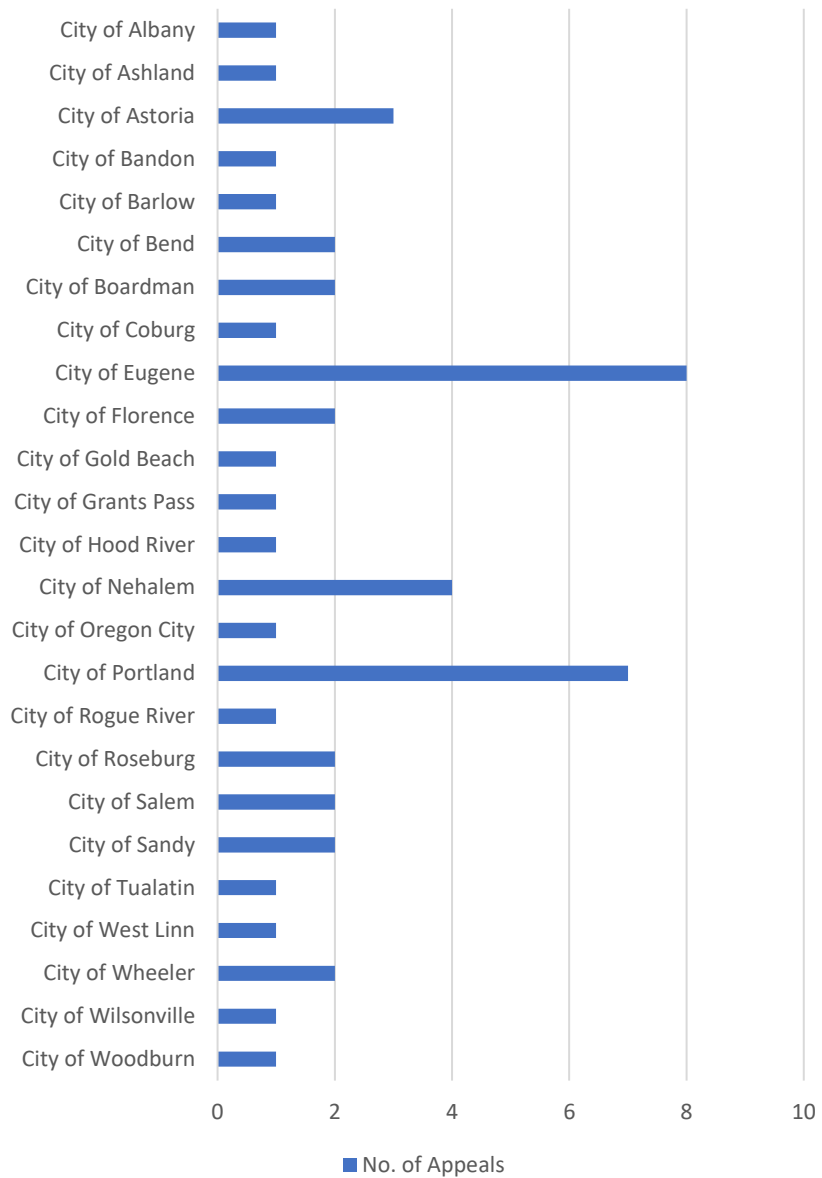 City of Albany
City of Ashland
City of Astoria
City of Bandon
City of Barlow
City of Bend
City of Boardman
City of Coburg
City of Eugene
City of Florence
City of Gold Beach
City of Grants Pass
City of Hood River
City of Nehalem
City of Oregon City
City of Portland
City of Rogue River
City of Roseburg
City of Salem
City of Sandy
City of Tualatin
City of West Linn
City of Wheeler
City of Wilsonville
City of Woodburn
0 2 4 6 8 10
No. of Appeals